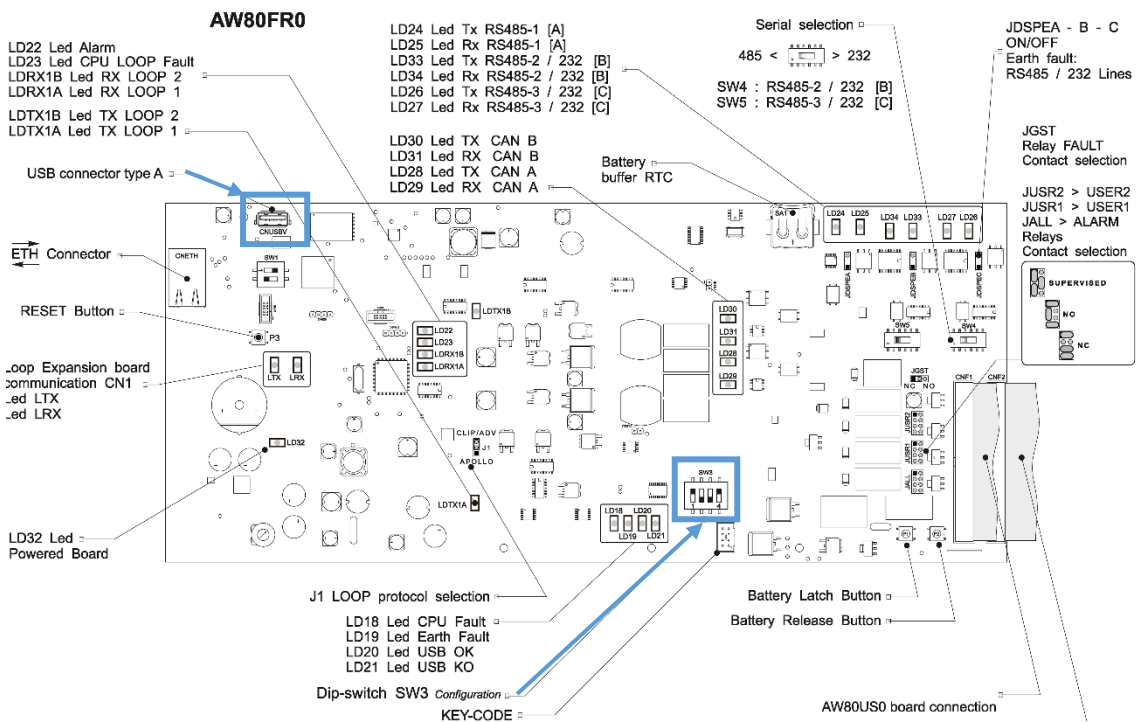 AW80FR0
LD22 Led Alarm
LD23 Led CPU LOOP Fault
LDRX1B Led RX LOOP 2
LDRX1A Led RX LOOP 1
LDTX1B Led TX LOOP 2
LDTX1A Led TX LOOP 1
USB connector type A
ETH Connector
RESET Button
Loop Expansion board
communication CN1
Led LTX
Led LRX
LD32 Led
Powered Board
LD24 Led Tx RS485-1 [A]
LD25 Led Rx RS485-1 [A]
LD33 Led Tx RS485-2 / 232 [B]
LD34 Led Rx RS485-2 / 232 [B]
LD26 Led Tx RS485-3 / 232 [C]
LD27 Led Rx RS485-3 / 232 [C]
LD30 Led TX CAN B
LD31 Led RX CAN B
LD28 Led TX CAN A
LD29 Led RX CAN A
Serial selection
485 < > 232
SW4 : RS485-2 / 232 [B]
SW5 : RS485-3 / 232 [C]
Battery
buffer RTC
JDSPEA - B - C
ON/OFF
Earth fault:
RS485 / 232 Lines
JGST
Relay FAULT
Contact selection
JUSR2 > USER2
JUSR1 > USER1
JALL > ALARM
Relays
Contact selection
SUPERVISED
NO
NC
CNUSBV
CNETH
SW1
P3
LTX LRX
LD32
LD22
LD23
LDRX1B
LDRX1A
LDTX1B
CLIP/ADV
J1
APOLLO
LDTX1A
SA1
LD24 LD25 LD34 LD33 LD27 LD26
JDSPEA JDSPEB JDSPEC
LD30
LD31
LD28
LD29
SW5 SW4
JGST
NC NO
CNF1 CNF2
JUSR2
JUSR1
JALL
SW3
1 4
LD18 LD20
LD19 LD21
P1 P2
J1 LOOP protocol selection
LD18 Led CPU Fault
LD19 Led Earth Fault
LD20 Led USB OK
LD21 Led USB KO
Dip-switch SW3 Configuration
KEY-CODE
Battery Latch Button
Battery Release Button
AW80US0 board connection